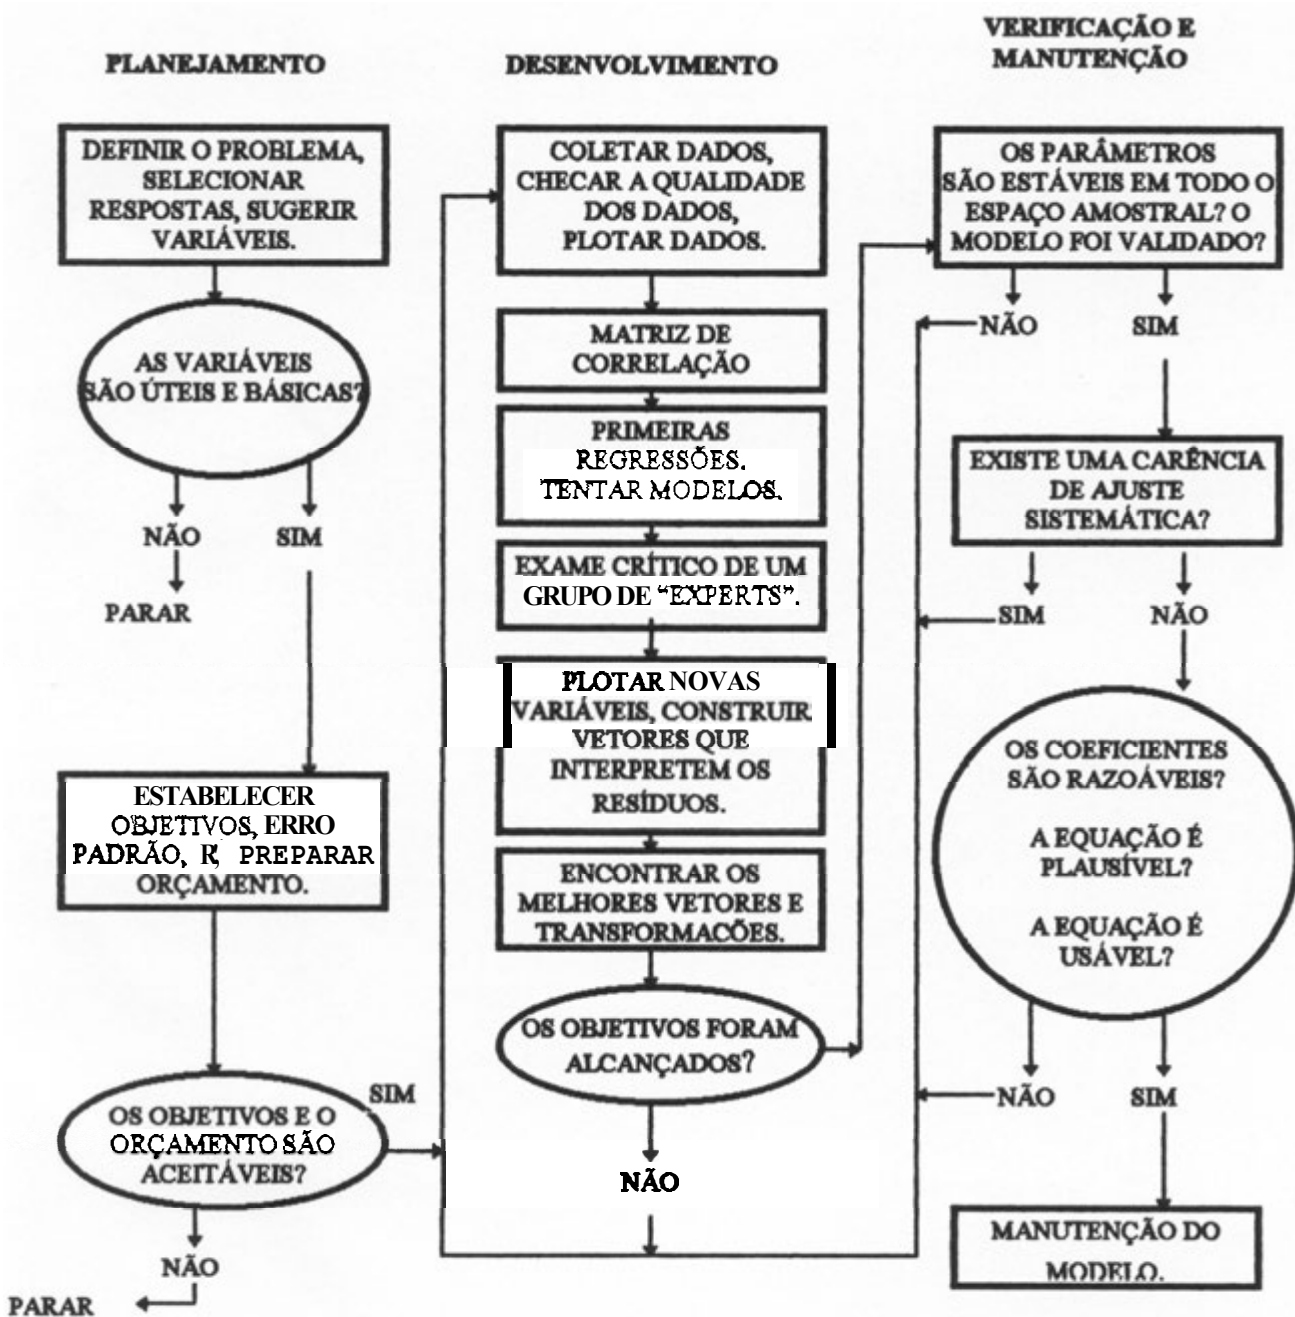 PLANEJAMENTO
DEFINIR O PROBLEMA,
SELECIONAR
RESPOSTAS, SUGERIR
VARIÁVEIS.
AS VARIÁVEIS
SÃO ÚTEIS E BÁSICAS?
NÃO
SIM
PARAR
ESTABELECER
OBJETIVOS, ERRO
PADRÃO, R, PREPARAR
ORÇAMENTO.
OS OBJETIVOS E O
ORÇAMENTO SÃO
ACEITÁVEIS?
SIM
NÃO
PARAR
DESENVOLVIMENTO
COLETAR DADOS,
CHECAR A QUALIDADE
DOS DADOS,
PLOTAR DADOS.
MATRIZ DE
CORRELAÇÃO
PRIMEIRAS
REGRESSÕES.
TENTAR MODELOS.
EXAME CRÍTICO DE UM
GRUPO DE “EXPERTS”.
PLOTAR NOVAS
VARIÁVEIS, CONSTRUIR
VETORES QUE
INTERPRETEM OS
RESÍDUOS.
ENCONTRAR OS
MELHORES VETORES E
TRANSFORMACÕES.
OS OBJETIVOS FORAM
ALCANÇADOS?
NÃO
VERIFICAÇÃO E
MANUTENÇÃO
OS PARÂMETROS
SÃO ESTÁVEIS EM TODO O
ESPAÇO AMOSTRAL? O
MODELO FOI VALIDADO?
NÃO
SIM
EXISTE UMA CARÊNCIA
DE AJUSTE
SISTEMÁTICA?
SIM
NÃO
OS COEFICIENTES
SÃO RAZOÁVEIS?
A EQUAÇÃO É
PLAUSÍVEL?
A EQUAÇÃO É
USÁVEL?
NÃO
SIM
MANUTENÇÃO DO
MODELO.